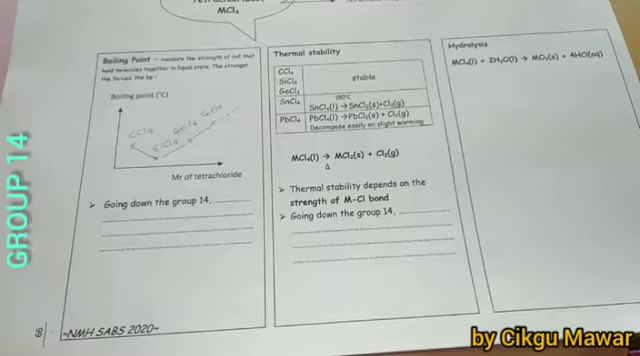 MCl₄
Boiling Point - measure the strength of imf that
hold molecules together in liquid state. The stronger
the forces, the bp ↑
Boiling point (°C)
CCl4
SiCl4
GeCl4
SnCl4
Mr of tetrachloride
➢ Going down the group 14,
Thermal stability
CCl₄
SiCl₄
GeCl₄
stable
SnCl₄
150°C
SnCl₄(l) → SnCl₂(s)+Cl₂(g)
PbCl₄
PbCl₄(l) →PbCl₂(s) + Cl₂(g)
Decompose easily on slight warming
MCl₄(l) → MCl₂(s) + Cl₂(g)
Δ
➢ Thermal stability depends on the
strength of M-Cl bond
➢ Going down the group 14,
Hydrolysis
MCl₄(l) + 2H₂O(l) → MO₂(s) + 4HCl(aq)
GROUP 14
66
~NMH SABS 2020~
by Cikgu Mawar